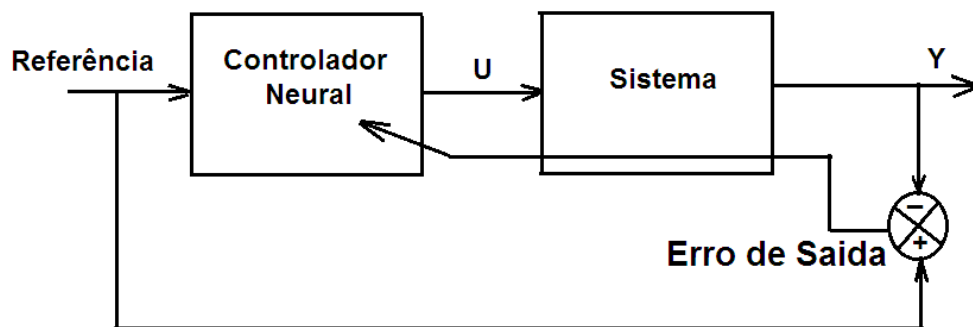 Referência
Controlador
Neural
U
Sistema
Y
−
+
Erro de Saida